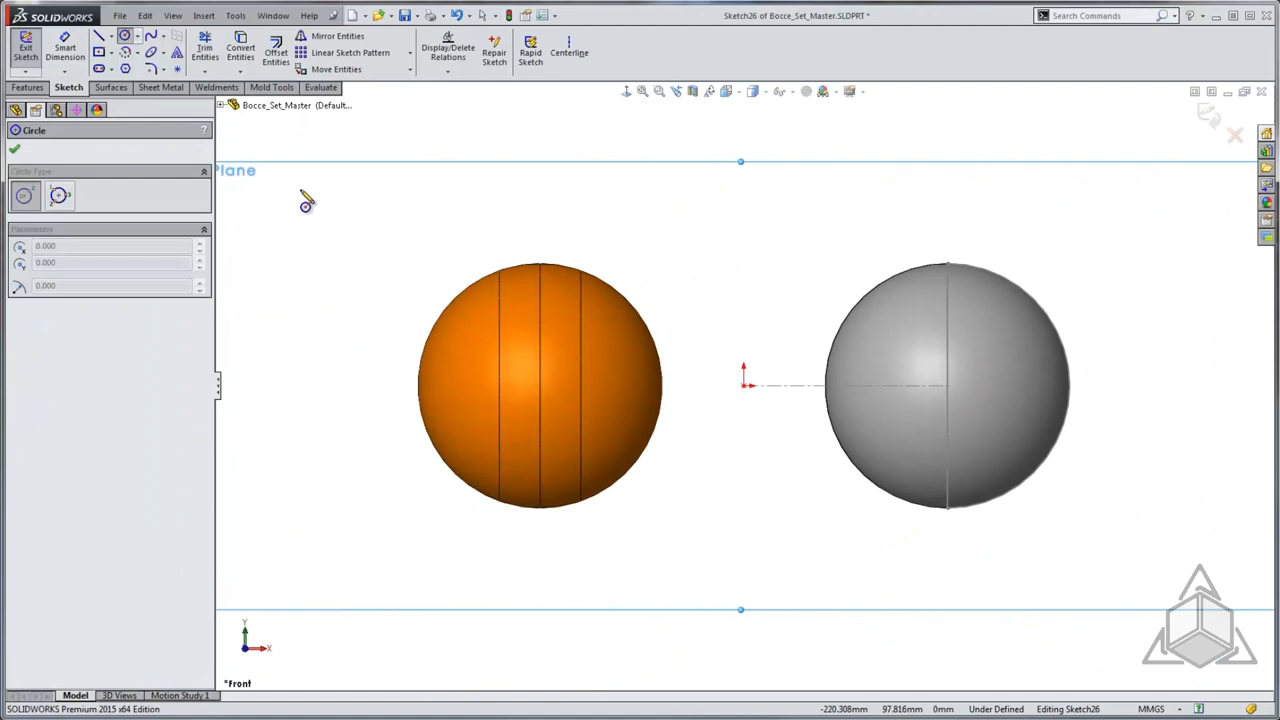 SOLIDWORKS File Edit View Insert Tools Window Help Sketch26 of Bocce_Set_Master.SLDPRT * Search Commands
Exit Sketch
Smart Dimension
Trim Entities
Convert Entities
Offset Entities
Mirror Entities
Linear Sketch Pattern
Move Entities
Display/Delete Relations
Repair Sketch
Rapid Sketch
Centerline
Features Sketch Surfaces Sheet Metal Weldments Mold Tools Evaluate
Bocce_Set_Master (Default...
Circle ?
Circle Type
Parameters
0.000
0.000
0.000
Plane
Y
X
*Front
Model 3D Views Motion Study 1
SOLIDWORKS Premium 2015 x64 Edition -220.308mm 97.816mm 0mm Under Defined Editing Sketch26 MMGS